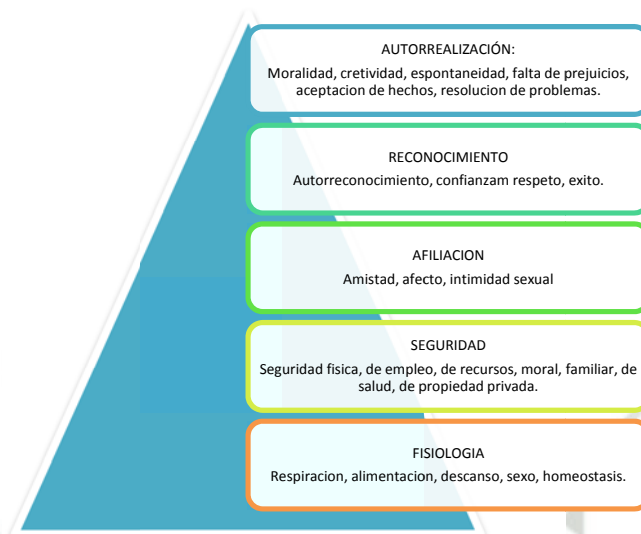 AUTORREALIZACIÓN:
Moralidad, cretividad, espontaneidad, falta de prejuicios,
aceptacion de hechos, resolucion de problemas.
RECONOCIMIENTO
Autorreconocimiento, confianzam respeto, exito.
AFILIACION
Amistad, afecto, intimidad sexual
SEGURIDAD
Seguridad fisica, de empleo, de recursos, moral, familiar, de
salud, de propiedad privada.
FISIOLOGIA
Respiracion, alimentacion, descanso, sexo, homeostasis.